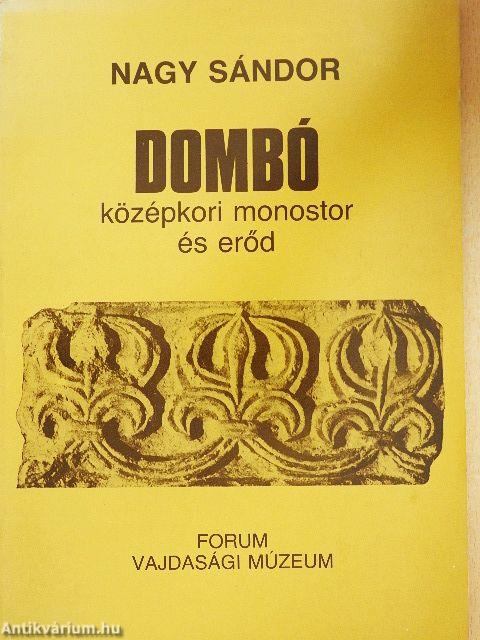 NAGY SÁNDOR
DOMBÓ
középkori monostor
és erőd
FORUM
VAJDASÁGI MÚZEUM
Antikvárium.hu